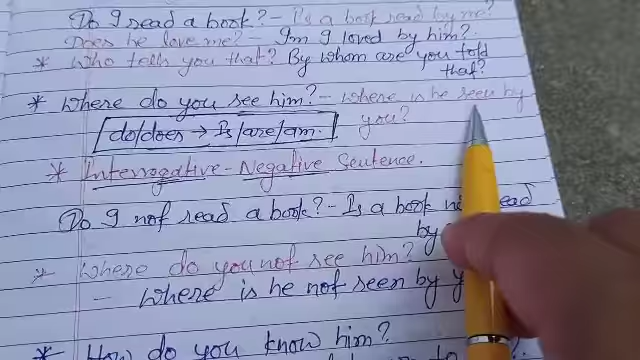 Do I read a book? - Is a book read by me?
Does he love me? - Im I loved by him?
* Who tells you that? By whom are you told
that?
* Where do you see him? - Where is he seen by
you?
do/does → Is/are/am.
* Interrogative - Negative Sentence.
Do I not read a book? - Is a book read
by
* Where do you not see him?
- Where is he not seen by
* How do you know him?